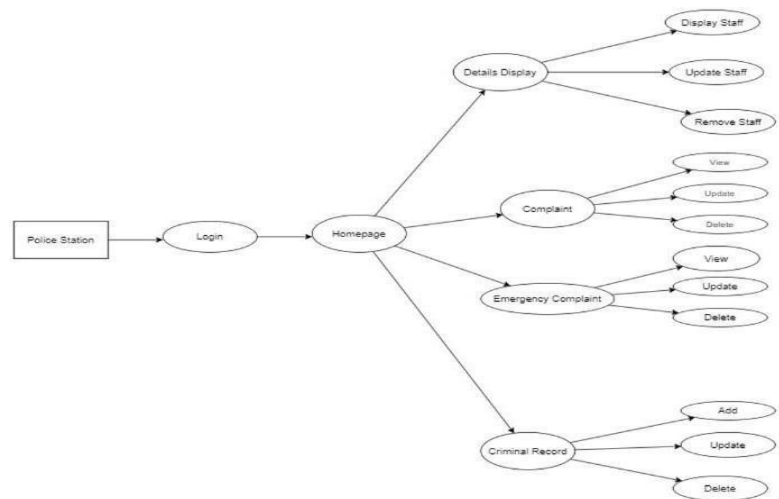 Display Staff
Details Display
Update Staff
Remove Staff
View
Complaint
Update
Delete
Police Station
Login
Homepage
View
Emergency Complaint
Update
Delete
Add
Criminal Record
Update
Delete